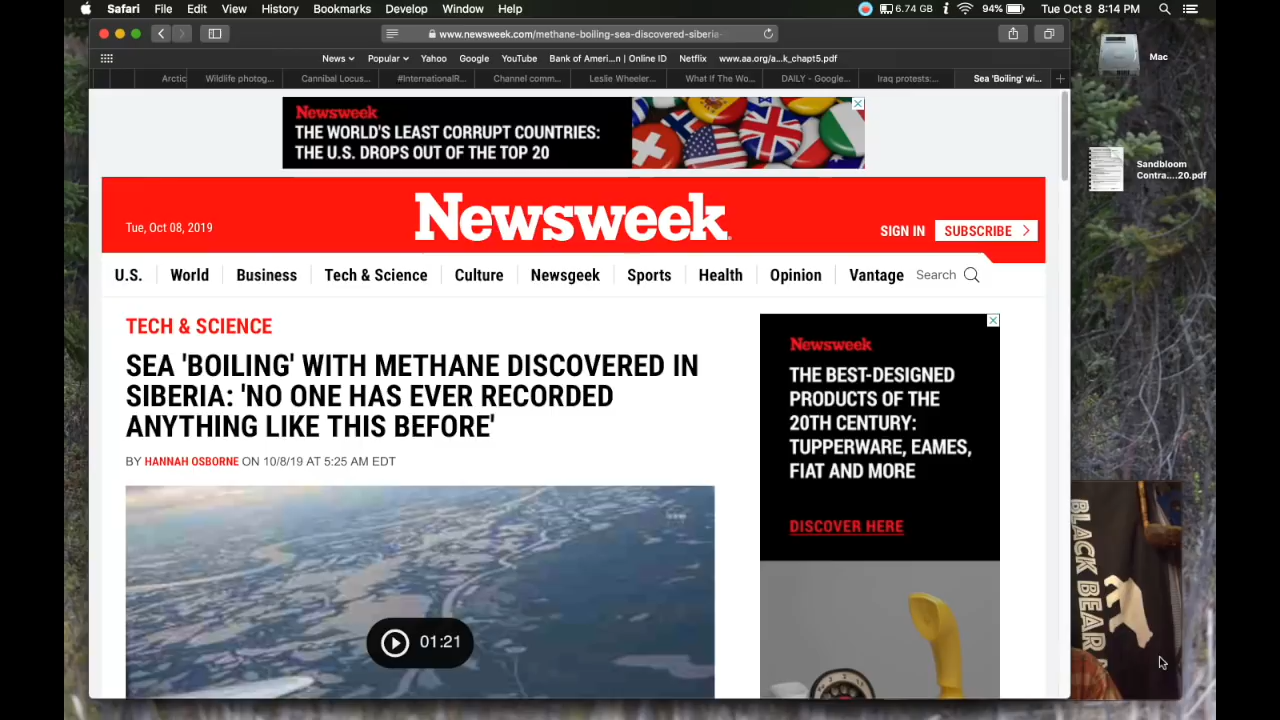 Safari File Edit View History Bookmarks Develop Window Help 6.74 GB 94% Tue Oct 8 8:14 PM
www.newsweek.com/methane-boiling-sea-discovered-siberia-
News Popular Yahoo Google YouTube Bank of Ameri...n | Online ID Netflix www.aa.org/a...k_chapt5.pdf
Arctic Wildlife photog... Cannibal Locus... #InternationalR... Channel comm... Leslie Wheeler... What If The Wo... DAILY - Google... Iraq protests:... Sea 'Boiling' wi...
Mac
Newsweek
THE WORLD'S LEAST CORRUPT COUNTRIES:
THE U.S. DROPS OUT OF THE TOP 20
Sandbloom
Contra....20.pdf
Tue, Oct 08, 2019
Newsweek
SIGN IN SUBSCRIBE
U.S. World Business Tech & Science Culture Newsgeek Sports Health Opinion Vantage Search
TECH & SCIENCE
SEA 'BOILING' WITH METHANE DISCOVERED IN
SIBERIA: 'NO ONE HAS EVER RECORDED
ANYTHING LIKE THIS BEFORE'
BY HANNAH OSBORNE ON 10/8/19 AT 5:25 AM EDT
01:21
Newsweek
THE BEST-DESIGNED
PRODUCTS OF THE
20TH CENTURY:
TUPPERWARE, EAMES,
FIAT AND MORE
DISCOVER HERE
BLACK BEAR